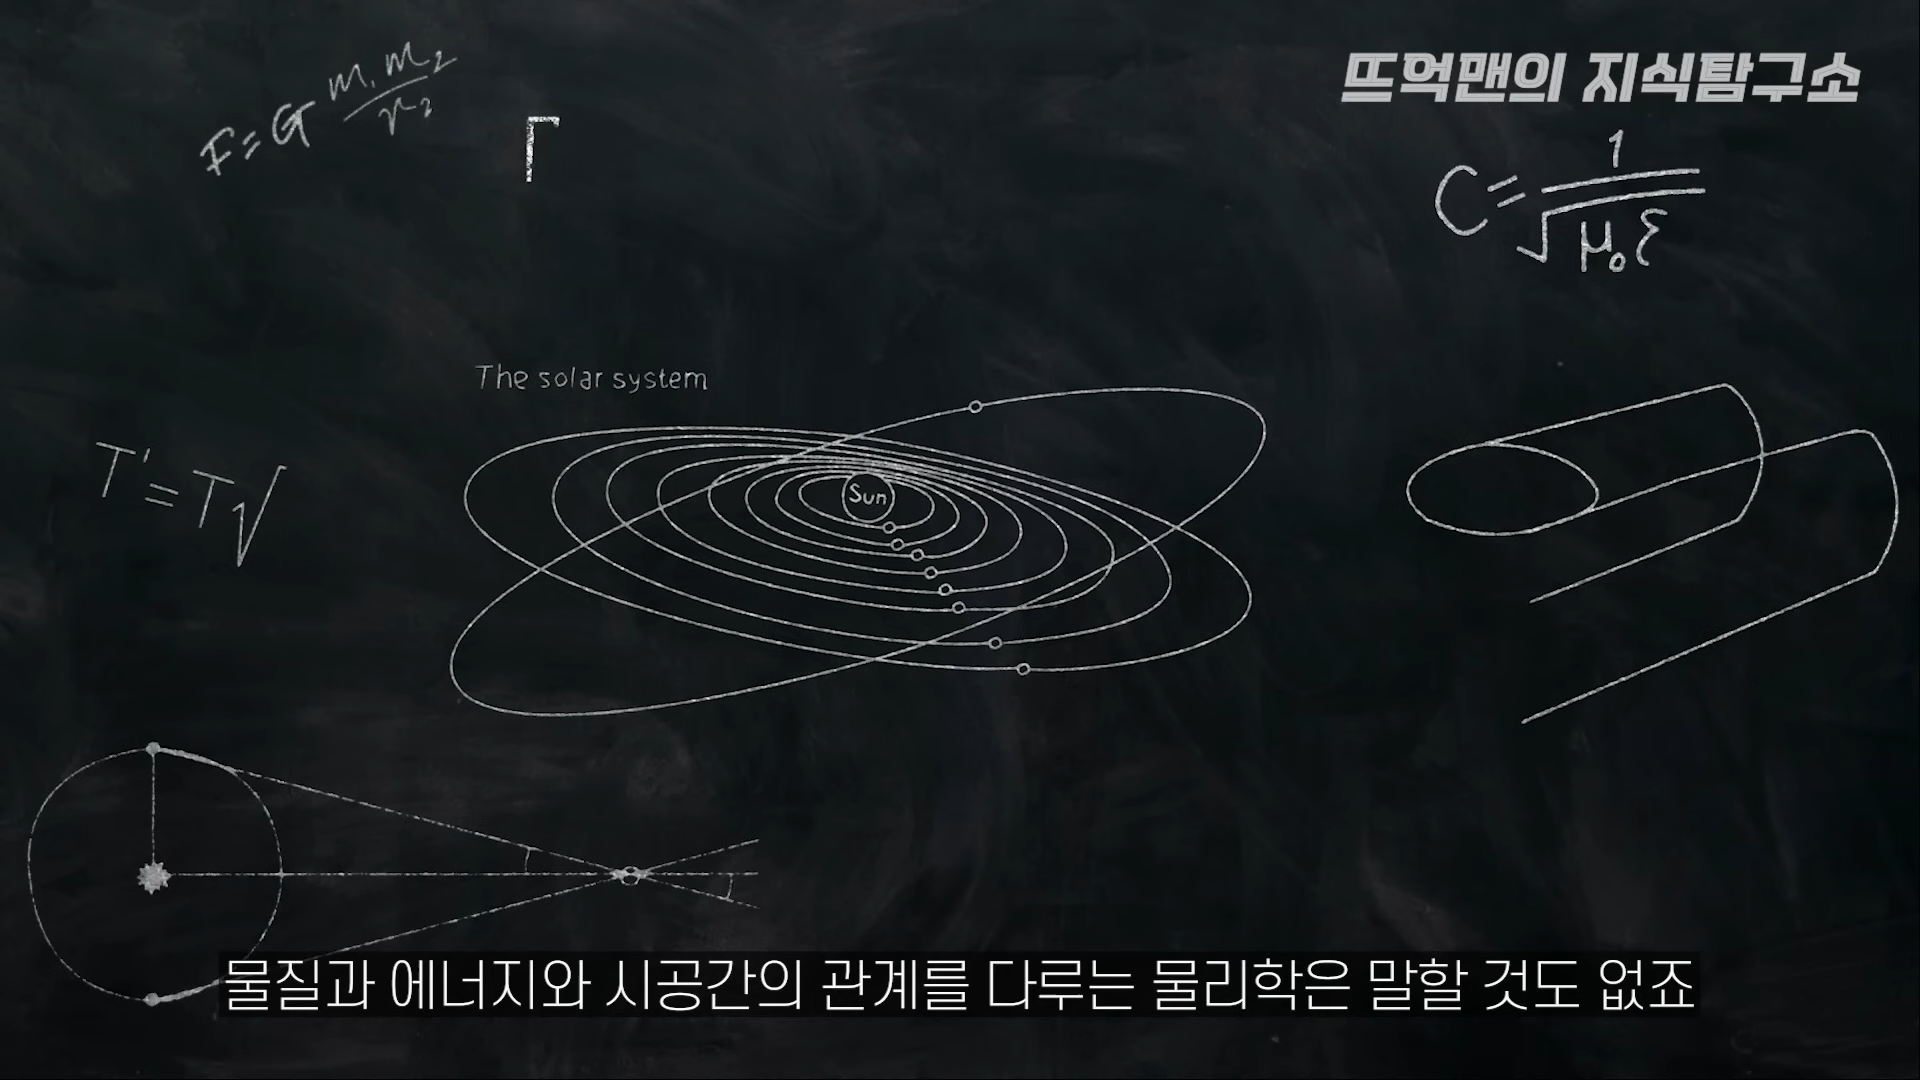 뜨억맨의 지식탐구소
F=G m₁m₂/r₂
Γ
C=1/√μ₀ε
The solar system
Sun
T'=T√
물질과 에너지와 시공간의 관계를 다루는 물리학은 말할 것도 없죠